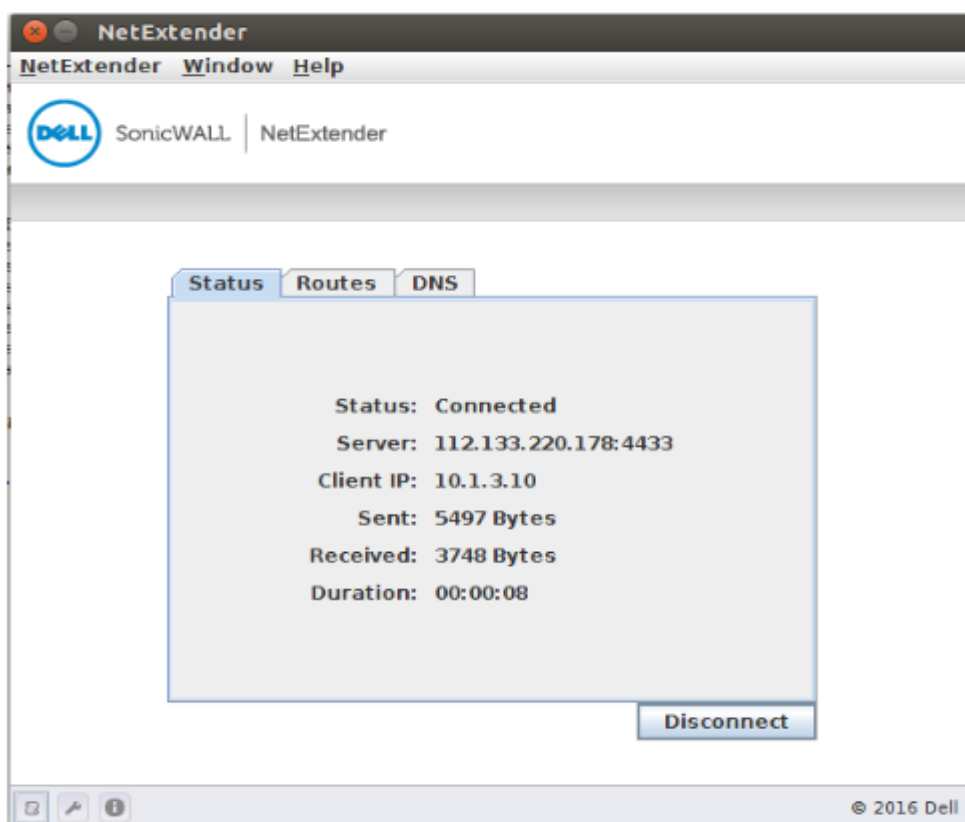 NetExtender
NetExtender Window Help
DELL SonicWALL NetExtender
Status Routes DNS
Status: Connected
Server: 112.133.220.178:4433
Client IP: 10.1.3.10
Sent: 5497 Bytes
Received: 3748 Bytes
Duration: 00:00:08
Disconnect
© 2016 Dell